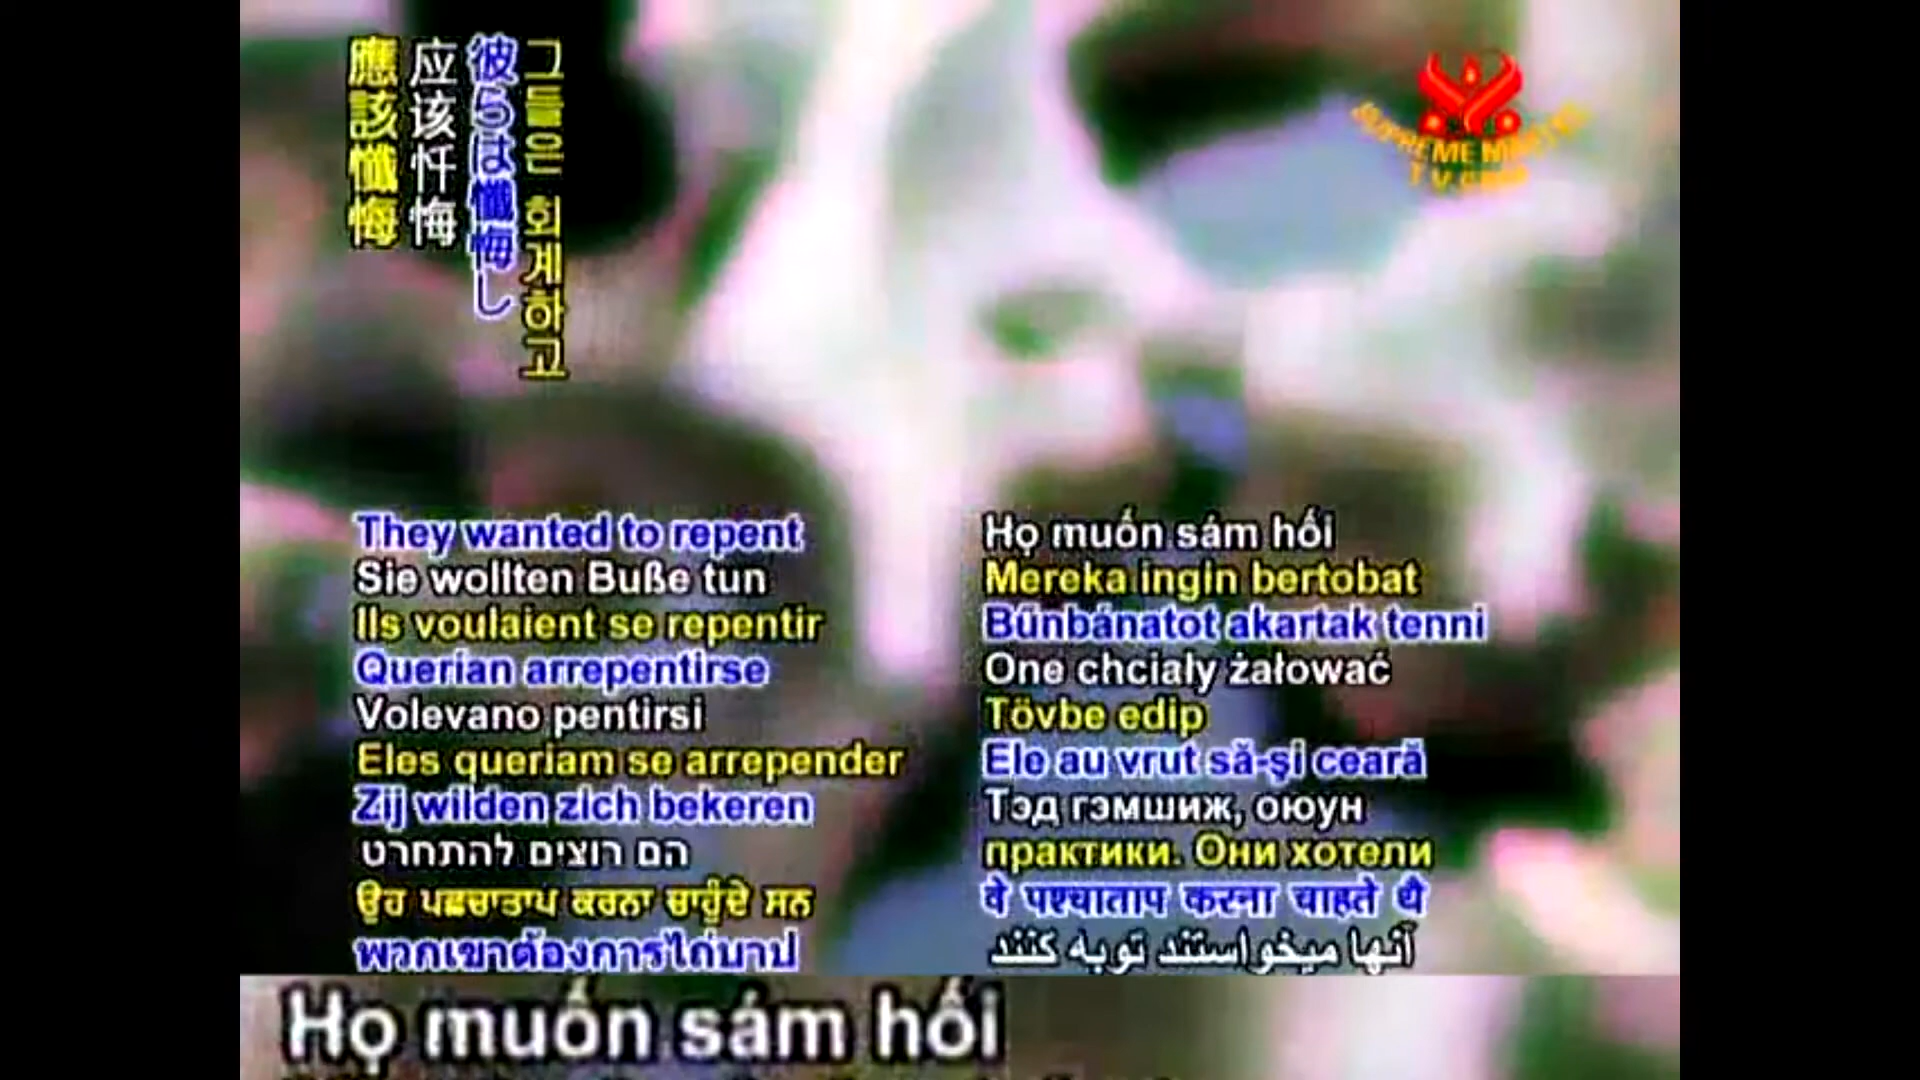 應該懺悔
应该忏悔
彼らは懺悔し
그들은 회계하고
SUPREME MASTER
TV
They wanted to repent
Sie wollten Buße tun
Ils voulaient se repentir
Querian arrepentirse
Volevano pentirsi
Eles queriam se arrepender
Zij wilden zich bekeren
הם רוצים להתחרט
ਉਹ ਪਛਚਾਤਾਪ ਕਰਨਾ ਚਾਹੁੰਦੇ ਸਨ
พวกเขาต้องการไถ่บาป
Họ muốn sám hối
Mereka ingin bertobat
Bűnbánatot akartak tenni
One chciały żałować
Tövbe edip
Ele au vrut să-şi ceară
Тэд гэмшиж, оюун
практики. Они хотели
वे पश्चाताप करना चाहते थै
آنها میخواستند توبه کنند
Họ muốn sám hối